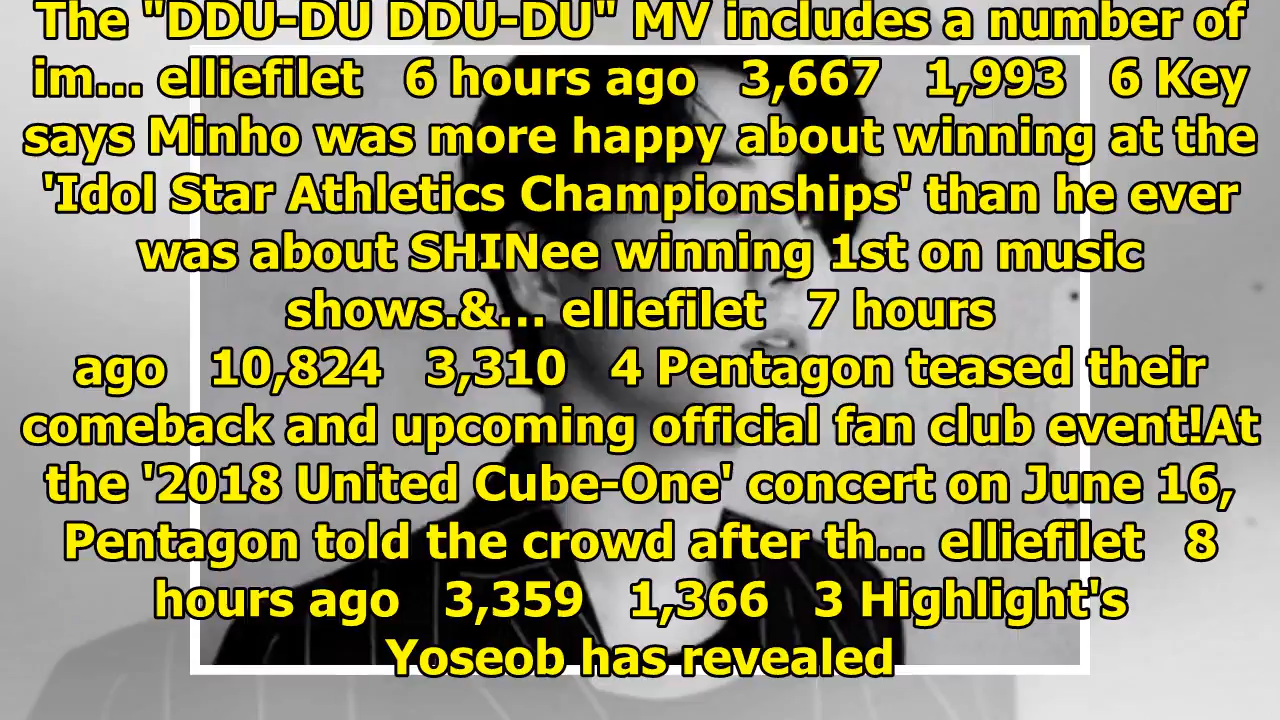 The "DDU-DU DDU-DU" MV includes a number of
im... elliefilet 6 hours ago 3,667 1,993 6 Key
says Minho was more happy about winning at the
'Idol Star Athletics Championships' than he ever
was about SHINee winning 1st on music
shows.&... elliefilet 7 hours
ago 10,824 3,310 4 Pentagon teased their
comeback and upcoming official fan club event!At
the '2018 United Cube-One' concert on June 16,
Pentagon told the crowd after th... elliefilet 8
hours ago 3,359 1,366 3 Highlight's
Yoseob has revealed